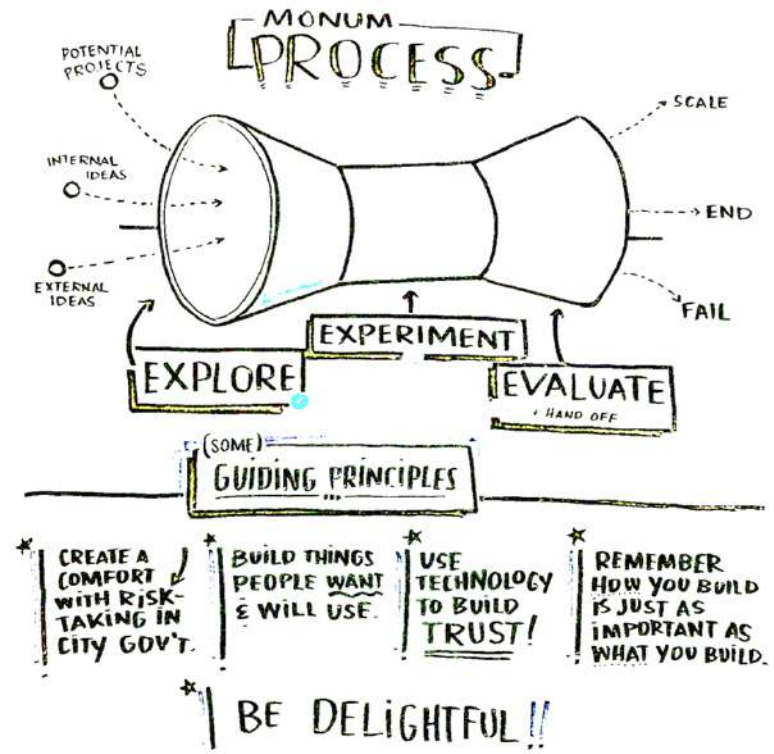 MONUM
PROCESS
POTENTIAL
PROJECTS
INTERNAL
IDEAS
EXTERNAL
IDEAS
SCALE
END
FAIL
EXPLORE
EXPERIMENT
EVALUATE
+ HAND OFF
(SOME)
GUIDING PRINCIPLES
...
CREATE A
COMFORT
WITH RISK-
TAKING IN
CITY GOV'T.
BUILD THINGS
PEOPLE WANT
& WILL USE.
USE
TECHNOLOGY
TO BUILD
TRUST!
REMEMBER
HOW YOU BUILD
IS JUST AS
IMPORTANT AS
WHAT YOU BUILD.
BE DELIGHTFUL!!